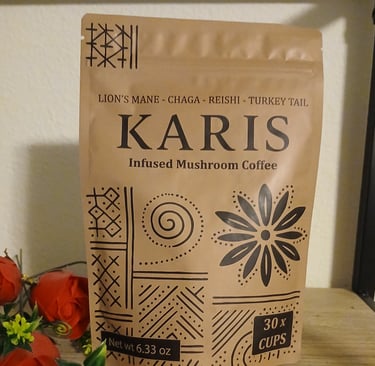 LION'S MANE - CHAGA - REISHI - TURKEY TAIL
KARIS
Infused Mushroom Coffee
30 x
CUPS
Net wt 6.33 oz